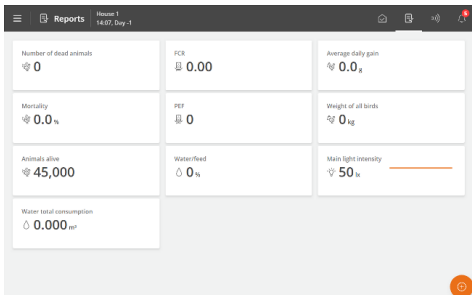 Reports
House 1
14:07, Day -1
6
Number of dead animals
0
FCR
0.00
Average daily gain
0.0 g
Mortality
0.0 %
PEF
0
Weight of all birds
0 kg
Animals alive
45,000
Water/feed
0 %
Main light intensity
50 lx
Water total consumption
0.000 m³